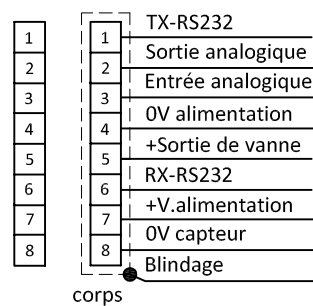 1 1 TX-RS232
2 2 Sortie analogique
3 3 Entrée analogique
4 4 0V alimentation
5 5 +Sortie de vanne
6 6 RX-RS232
7 7 +V.alimentation
8 8 0V capteur
Blindage
corps